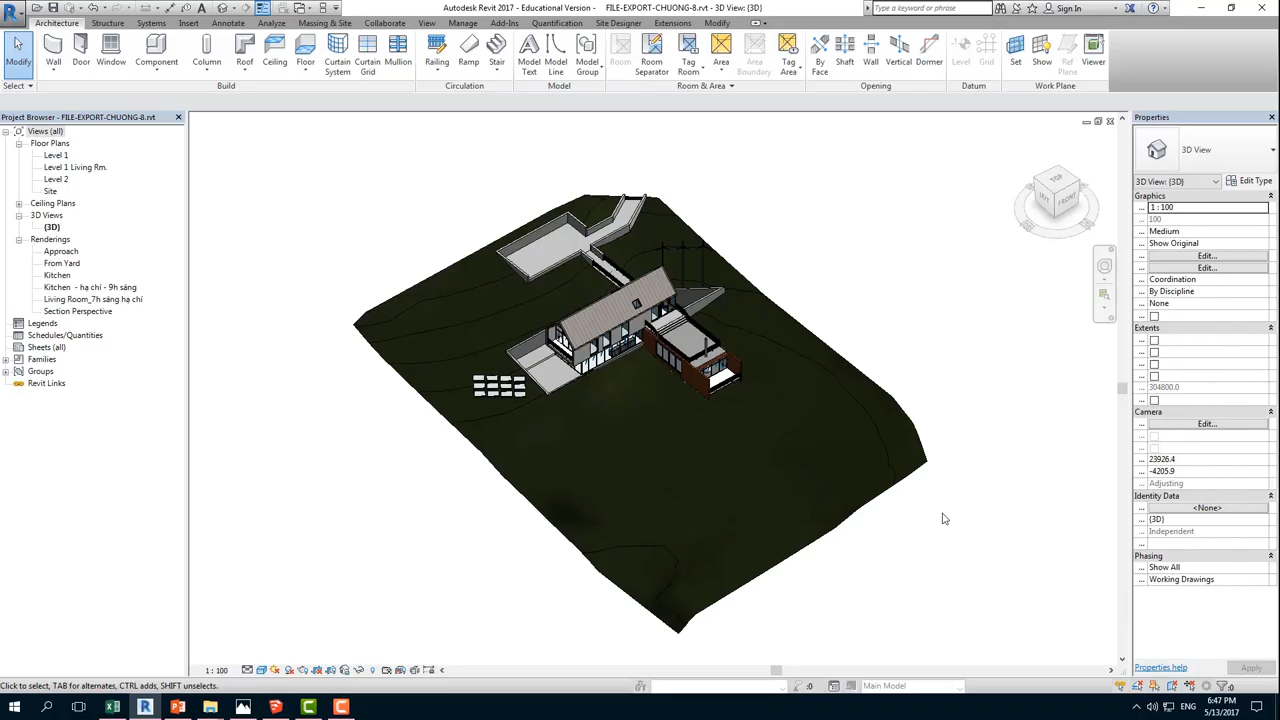 Autodesk Revit 2017 - Educational Version - FILE-EXPORT-CHUONG-8.rvt - 3D View: {3D}
Type a keyword or phrase
Sign In
Architecture Structure Systems Insert Annotate Analyze Massing & Site Collaborate View Manage Add-Ins Quantification Site Designer Extensions Modify
Modify Wall Door Window Component Column Roof Ceiling Floor Curtain System Curtain Grid Mullion Railing Ramp Stair Model Text Model Line Model Group Room Room Separator Tag Room Area Area Boundary Tag Area By Face Shaft Wall Vertical Dormer Level Grid Set Show Ref Plane Viewer
Select Build Circulation Model Room & Area Opening Datum Work Plane
Project Browser - FILE-EXPORT-CHUONG-8.rvt
Views (all)
Floor Plans
Level 1
Level 1 Living Rm.
Level 2
Site
Ceiling Plans
3D Views
{3D}
Renderings
Approach
From Yard
Kitchen
Kitchen - hạ chí - 9h sáng
Living Room_7h sáng hạ chí
Section Perspective
Legends
Schedules/Quantities
Sheets (all)
Families
Groups
Revit Links
TOP
FRONT
Properties
3D View
3D View: {3D}
Edit Type
Graphics
1 : 100
100
Medium
Show Original
Edit...
Edit...
Coordination
By Discipline
None
Extents
304800.0
Camera
Edit...
23926.4
-4205.9
Adjusting
Identity Data
<None>
{3D}
Independent
Phasing
Show All
Working Drawings
Properties help
Apply
1 : 100
Click to select, TAB for alternates, CTRL adds, SHIFT unselects.
:0
Main Model
:0
ENG
6:47 PM
5/13/2017